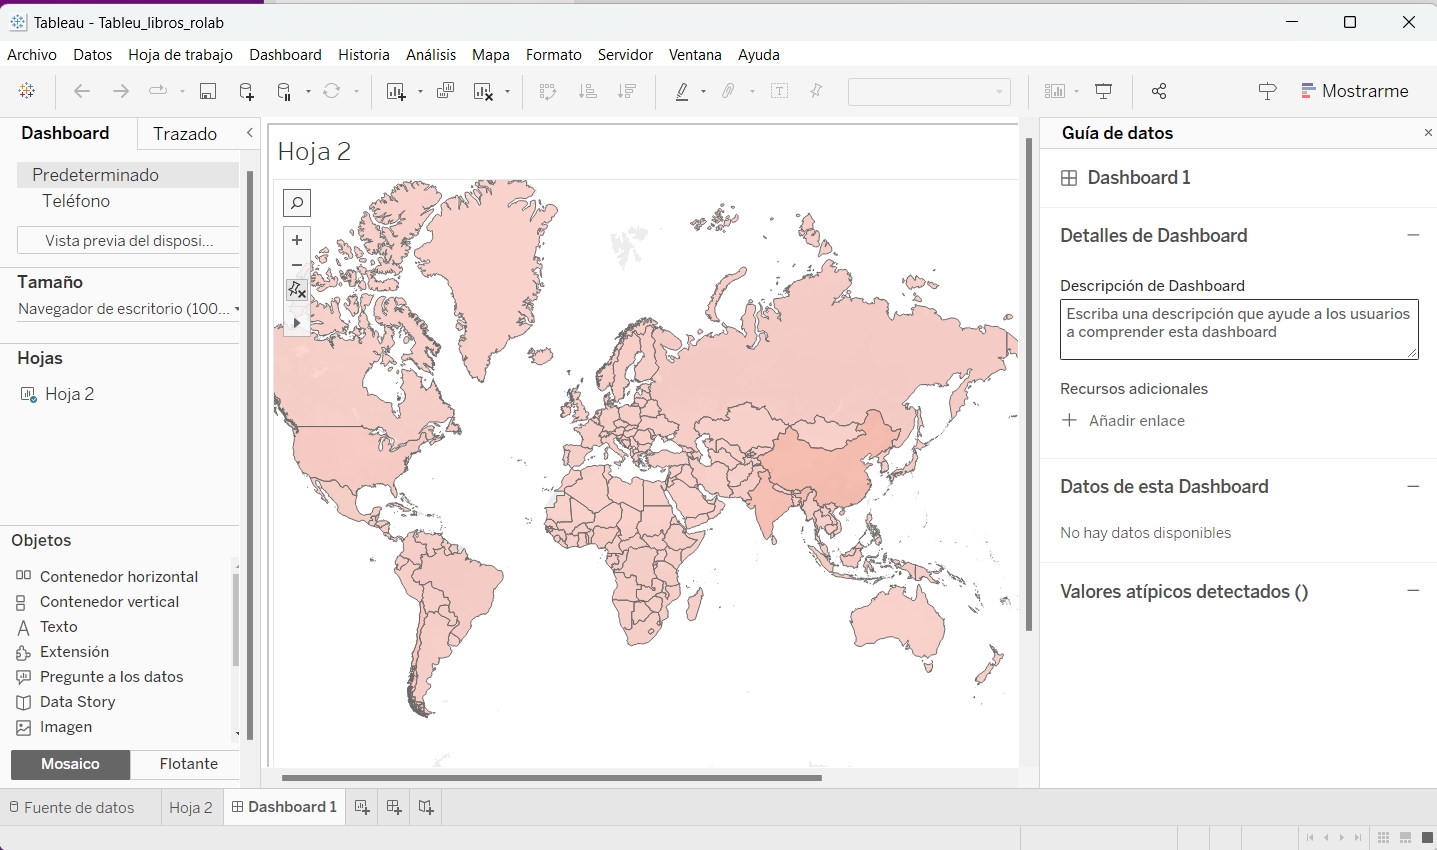 Tableau - Tableu_libros_rolab
Archivo Datos Hoja de trabajo Dashboard Historia Análisis Mapa Formato Servidor Ventana Ayuda
Mostrarme
Dashboard Trazado
Predeterminado
Teléfono
Vista previa del disposi...
Tamaño
Navegador de escritorio (100...
Hojas
Hoja 2
Objetos
Contenedor horizontal
Contenedor vertical
Texto
Extensión
Pregunte a los datos
Data Story
Imagen
Mosaico Flotante
Hoja 2
Guía de datos
Dashboard 1
Detalles de Dashboard
Descripción de Dashboard
Escriba una descripción que ayude a los usuarios
a comprender esta dashboard
Recursos adicionales
Añadir enlace
Datos de esta Dashboard
No hay datos disponibles
Valores atípicos detectados ()
Fuente de datos Hoja 2 Dashboard 1